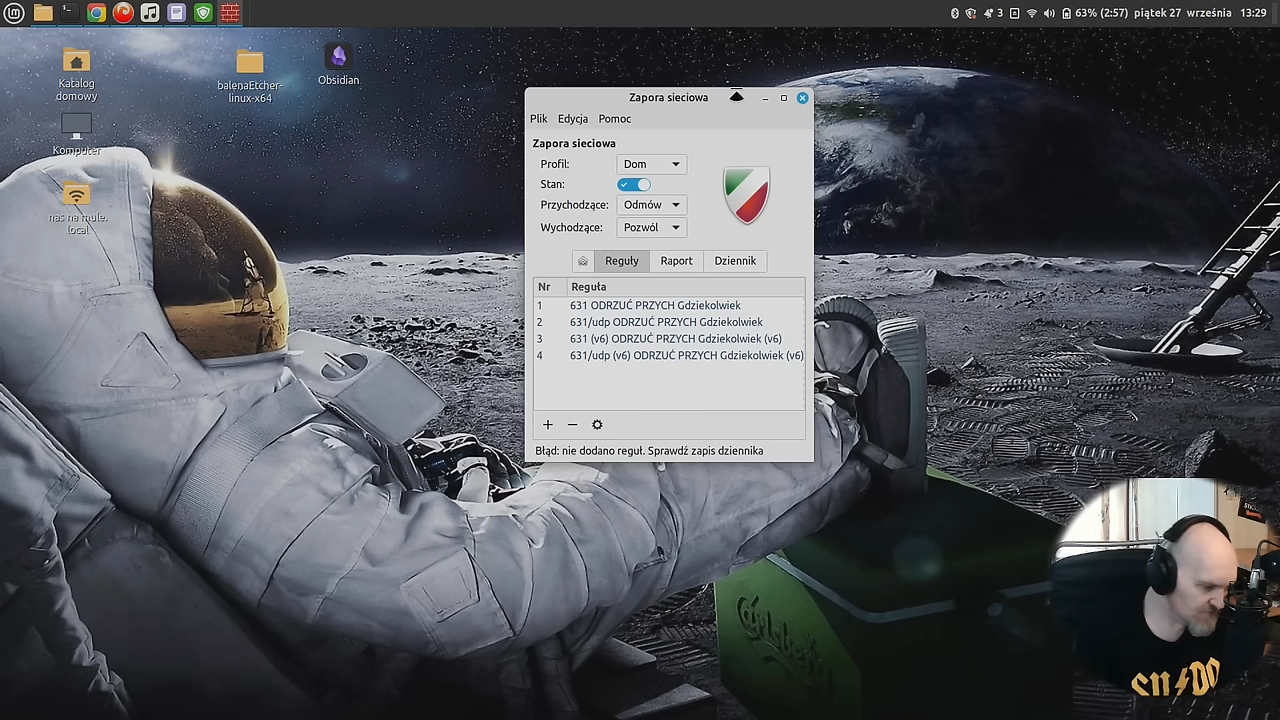 3
63% (2:57) piątek 27 września 13:29
Katalog
domowy
balenaEtcher-
linux-x64
Obsidian
Komputer
nas na mule.
local
Zapora sieciowa
Plik Edycja Pomoc
Zapora sieciowa
Profil: Dom
Stan:
Przychodzące: Odmów
Wychodzące: Pozwól
Reguły Raport Dziennik
Nr Reguła
1 631 ODRZUĆ PRZYCH Gdziekolwiek
2 631/udp ODRZUĆ PRZYCH Gdziekolwiek
3 631 (v6) ODRZUĆ PRZYCH Gdziekolwiek (v6)
4 631/udp (v6) ODRZUĆ PRZYCH Gdziekolwiek (v6)
Błąd: nie dodano reguł. Sprawdź zapis dziennika
Carlsberg